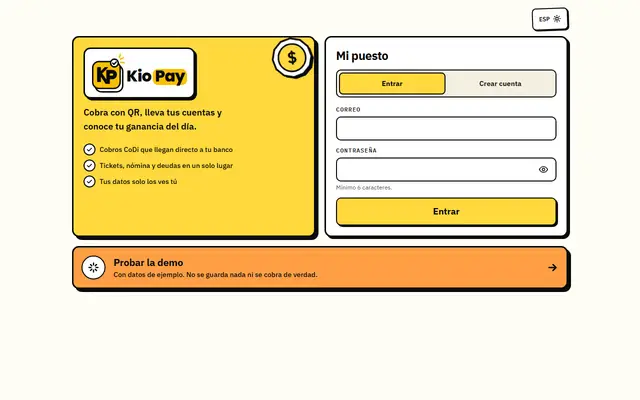 ESP
KP Kio Pay
$
Cobra con QR, lleva tus cuentas y
conoce tu ganancia del día.
Cobros CoDi que llegan directo a tu banco
Tickets, nómina y deudas en un solo lugar
Tus datos solo los ves tú
Mi puesto
Entrar
Crear cuenta
CORREO
CONTRASEÑA
Mínimo 6 caracteres.
Entrar
Probar la demo
Con datos de ejemplo. No se guarda nada ni se cobra de verdad.